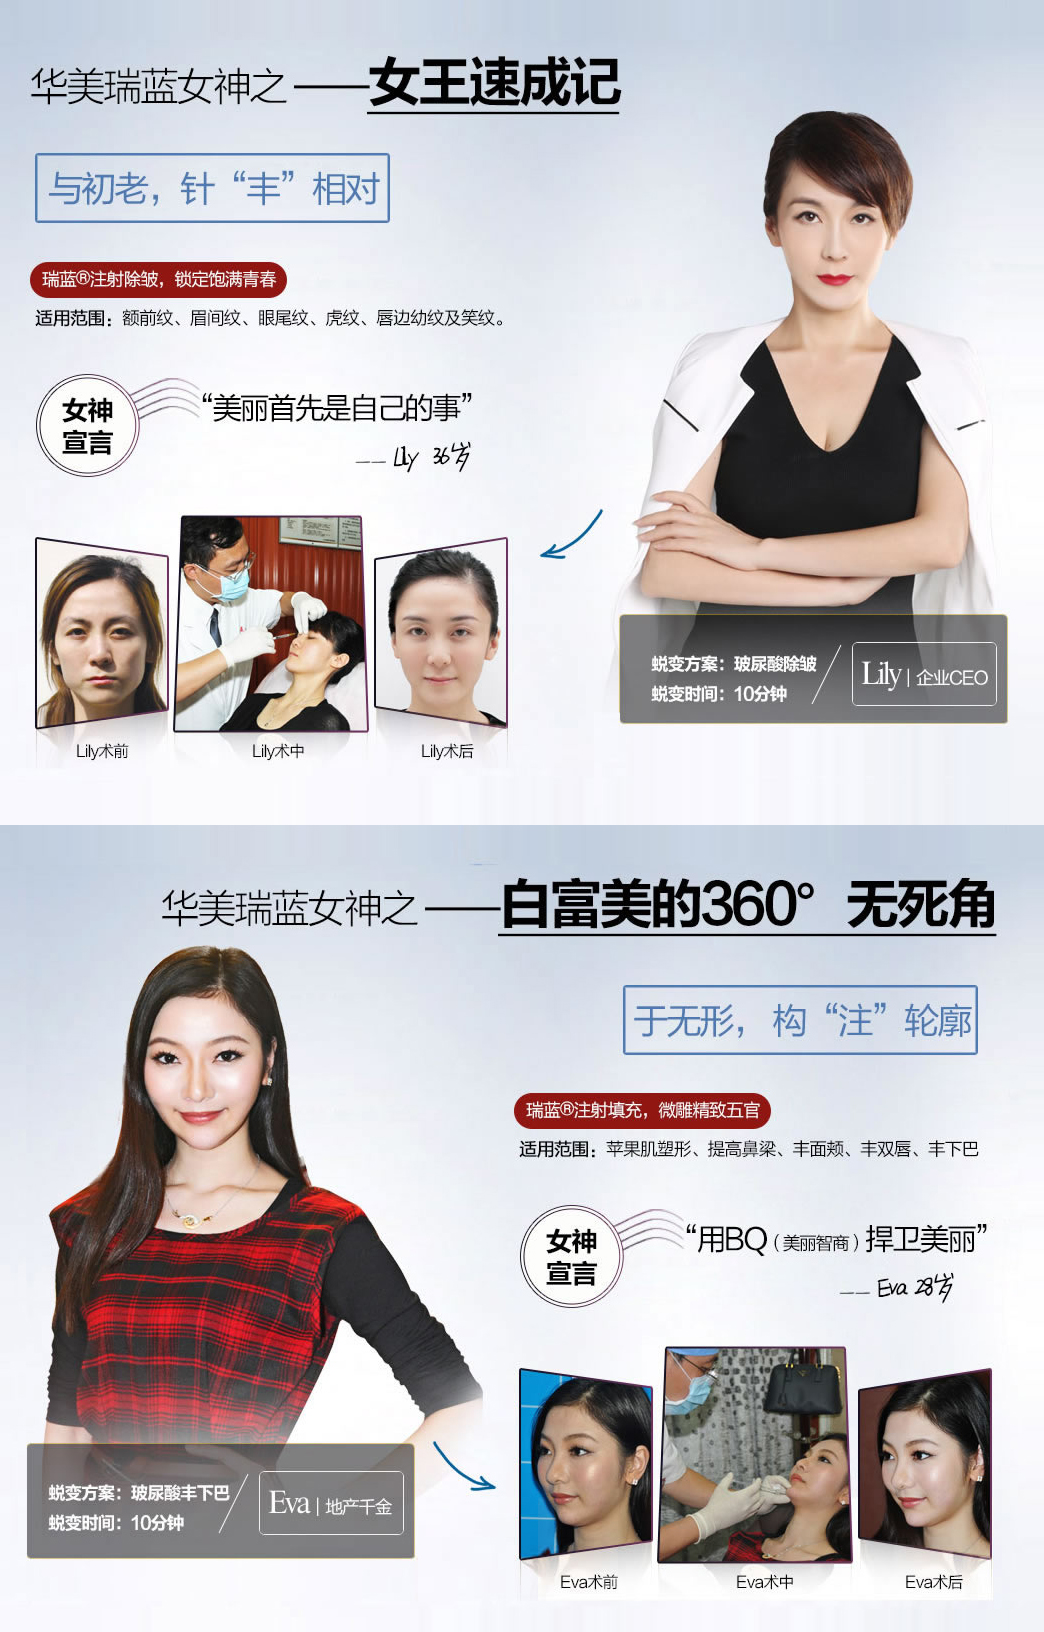 华美瑞蓝女神之——女王速成记
与初老，针“丰”相对
瑞蓝®注射除皱，锁定饱满青春
适用范围：额前纹、眉间纹、眼尾纹、虎纹、唇边幼纹及笑纹。
女神
宣言
“美丽首先是自己的事”
—— Lily 36岁
Lily术前
Lily术中
Lily术后
蜕变方案：玻尿酸除皱
蜕变时间：10分钟
Lily | 企业CEO
华美瑞蓝女神之——白富美的360°无死角
于无形，构“注”轮廓
瑞蓝®注射填充，微雕精致五官
适用范围：苹果肌塑形、提高鼻梁、丰面颊、丰双唇、丰下巴
女神
宣言
“用BQ（美丽智商）捍卫美丽”
—— Eva 28岁
蜕变方案：玻尿酸丰下巴
蜕变时间：10分钟
Eva | 地产千金
Eva术前
Eva术中
Eva术后